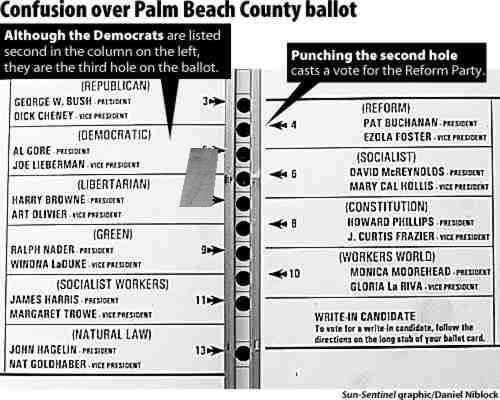 Confusion over Palm Beach County ballot
Although the Democrats are listed
second in the column on the left,
they are the third hole on the ballot.
Punching the second hole
casts a vote for the Reform Party.
(REPUBLICAN)
GEORGE W. BUSH - PRESIDENT 3
DICK CHENEY - VICE PRESIDENT
(DEMOCRATIC)
AL GORE - PRESIDENT
JOE LIEBERMAN - VICE PRESIDENT
(LIBERTARIAN)
HARRY BROWNE - PRESIDENT
ART OLIVIER - VICE PRESIDENT
(GREEN)
RALPH NADER - PRESIDENT 9
WINONA LaDUKE - VICE PRESIDENT
(SOCIALIST WORKERS)
JAMES HARRIS - PRESIDENT 11
MARGARET TROWE - VICE PRESIDENT
(NATURAL LAW)
JOHN HAGELIN - PRESIDENT 13
NAT GOLDHABER - VICE PRESIDENT
(REFORM)
4 PAT BUCHANAN - PRESIDENT
EZOLA FOSTER - VICE PRESIDENT
(SOCIALIST)
6 DAVID McREYNOLDS - PRESIDENT
MARY CAL HOLLIS - VICE PRESIDENT
(CONSTITUTION)
8 HOWARD PHILLIPS - PRESIDENT
J. CURTIS FRAZIER - VICE PRESIDENT
(WORKERS WORLD)
10 MONICA MOOREHEAD - PRESIDENT
GLORIA La RIVA - VICE PRESIDENT
WRITE-IN CANDIDATE
To vote for a write-in candidate, follow the
directions on the long stub of your ballot card.
Sun-Sentinel graphic/Daniel Niblock